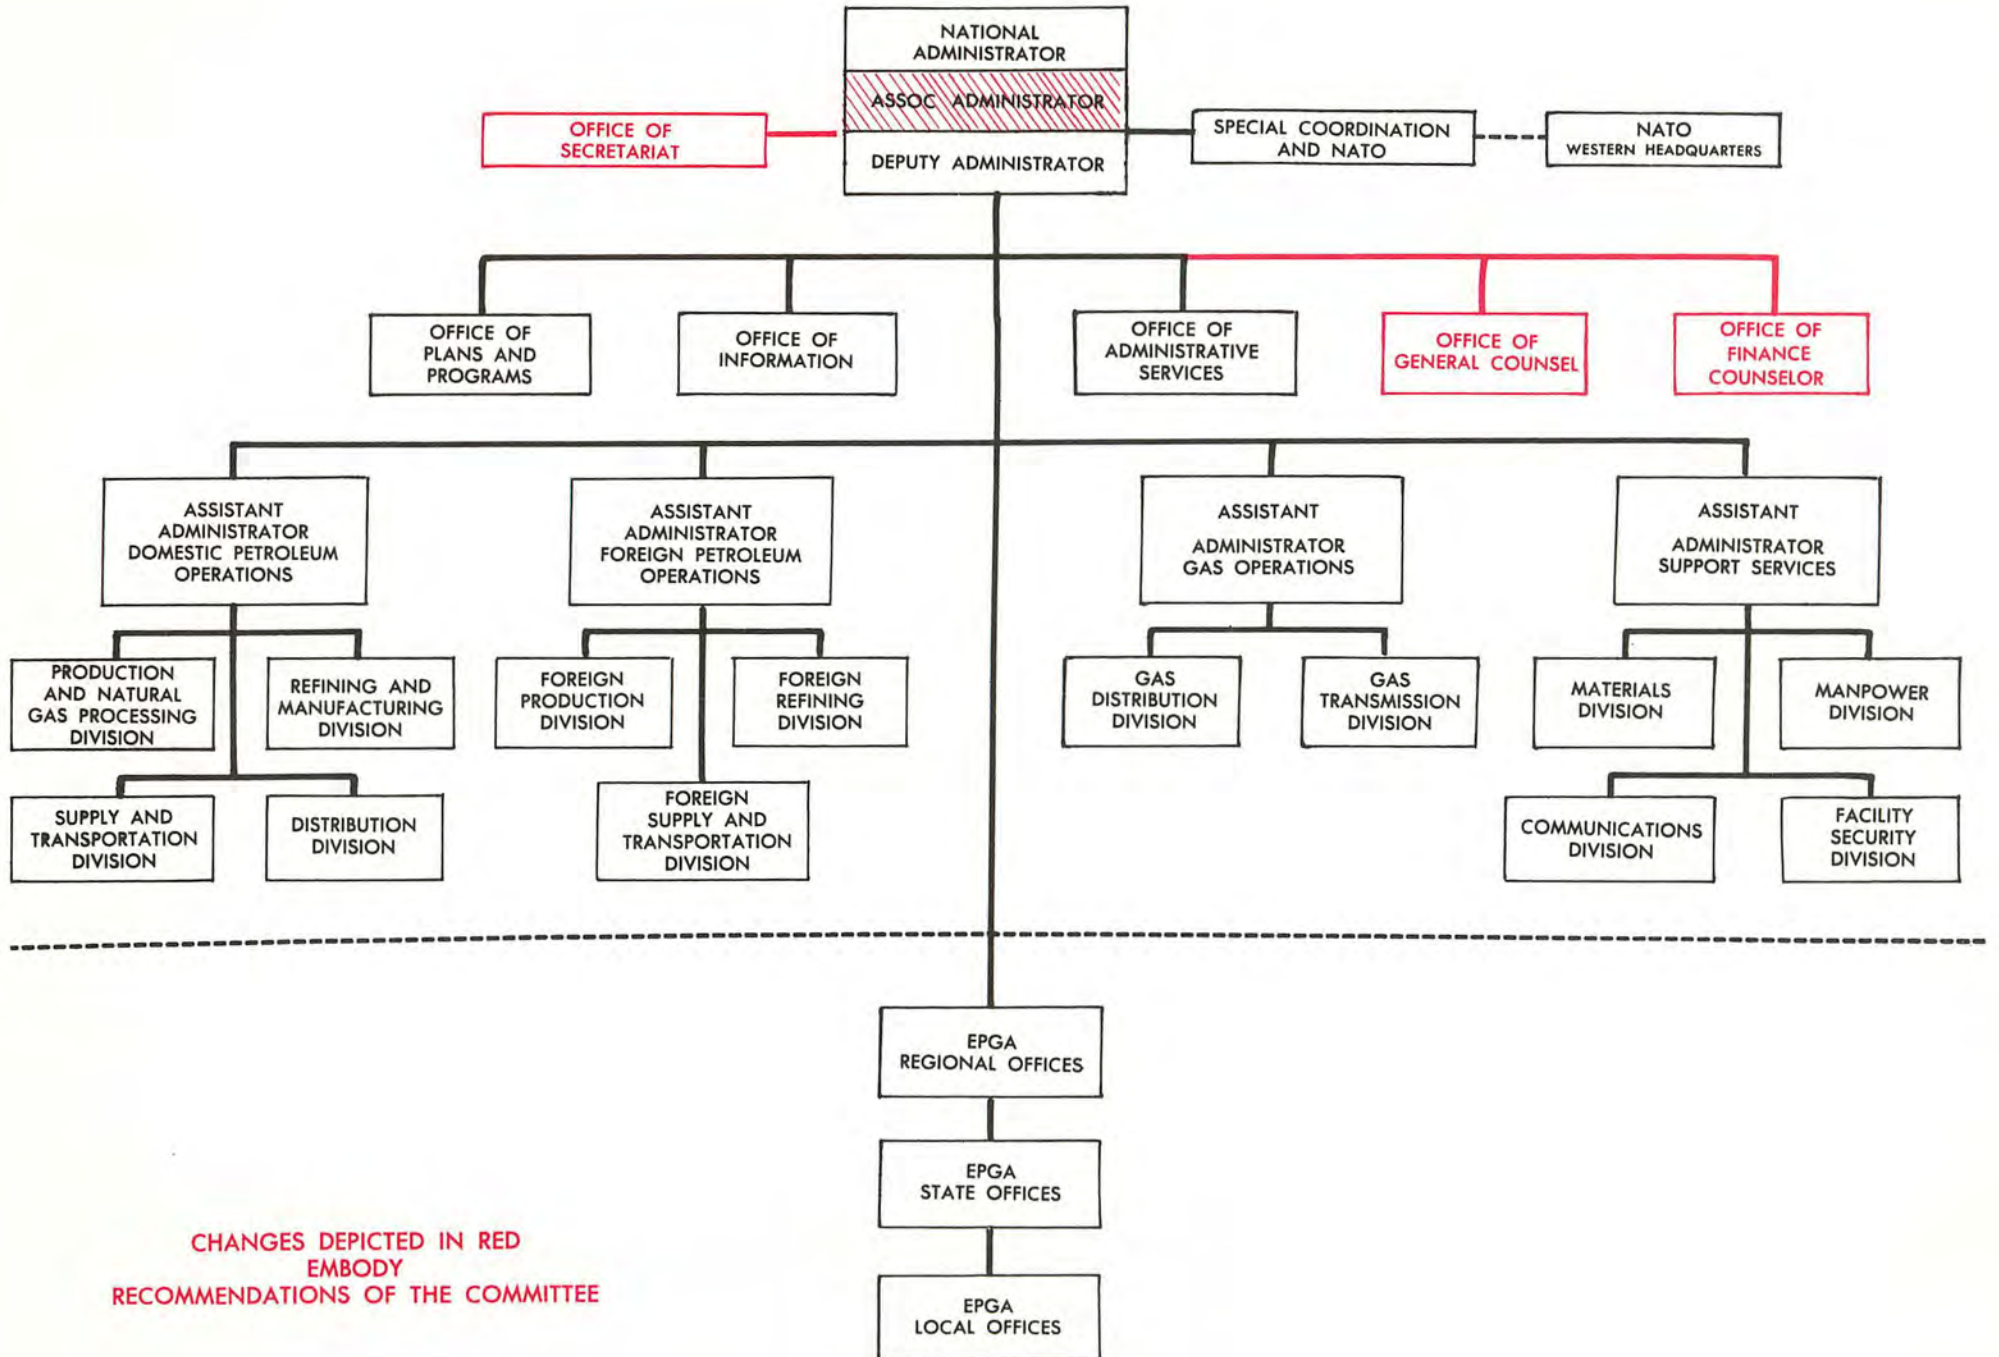 NATIONAL
ADMINISTRATOR
ASSOC ADMINISTRATOR
DEPUTY ADMINISTRATOR
OFFICE OF
SECRETARIAT
SPECIAL COORDINATION
AND NATO
NATO
WESTERN HEADQUARTERS
OFFICE OF
PLANS AND
PROGRAMS
OFFICE OF
INFORMATION
OFFICE OF
ADMINISTRATIVE
SERVICES
OFFICE OF
GENERAL COUNSEL
OFFICE OF
FINANCE
COUNSELOR
ASSISTANT
ADMINISTRATOR
DOMESTIC PETROLEUM
OPERATIONS
ASSISTANT
ADMINISTRATOR
FOREIGN PETROLEUM
OPERATIONS
ASSISTANT
ADMINISTRATOR
GAS OPERATIONS
ASSISTANT
ADMINISTRATOR
SUPPORT SERVICES
PRODUCTION
AND NATURAL
GAS PROCESSING
DIVISION
REFINING AND
MANUFACTURING
DIVISION
FOREIGN
PRODUCTION
DIVISION
FOREIGN
REFINING
DIVISION
GAS
DISTRIBUTION
DIVISION
GAS
TRANSMISSION
DIVISION
MATERIALS
DIVISION
MANPOWER
DIVISION
SUPPLY AND
TRANSPORTATION
DIVISION
DISTRIBUTION
DIVISION
FOREIGN
SUPPLY AND
TRANSPORTATION
DIVISION
COMMUNICATIONS
DIVISION
FACILITY
SECURITY
DIVISION
EPGA
REGIONAL OFFICES
EPGA
STATE OFFICES
EPGA
LOCAL OFFICES
CHANGES DEPICTED IN RED
EMBODY
RECOMMENDATIONS OF THE COMMITTEE